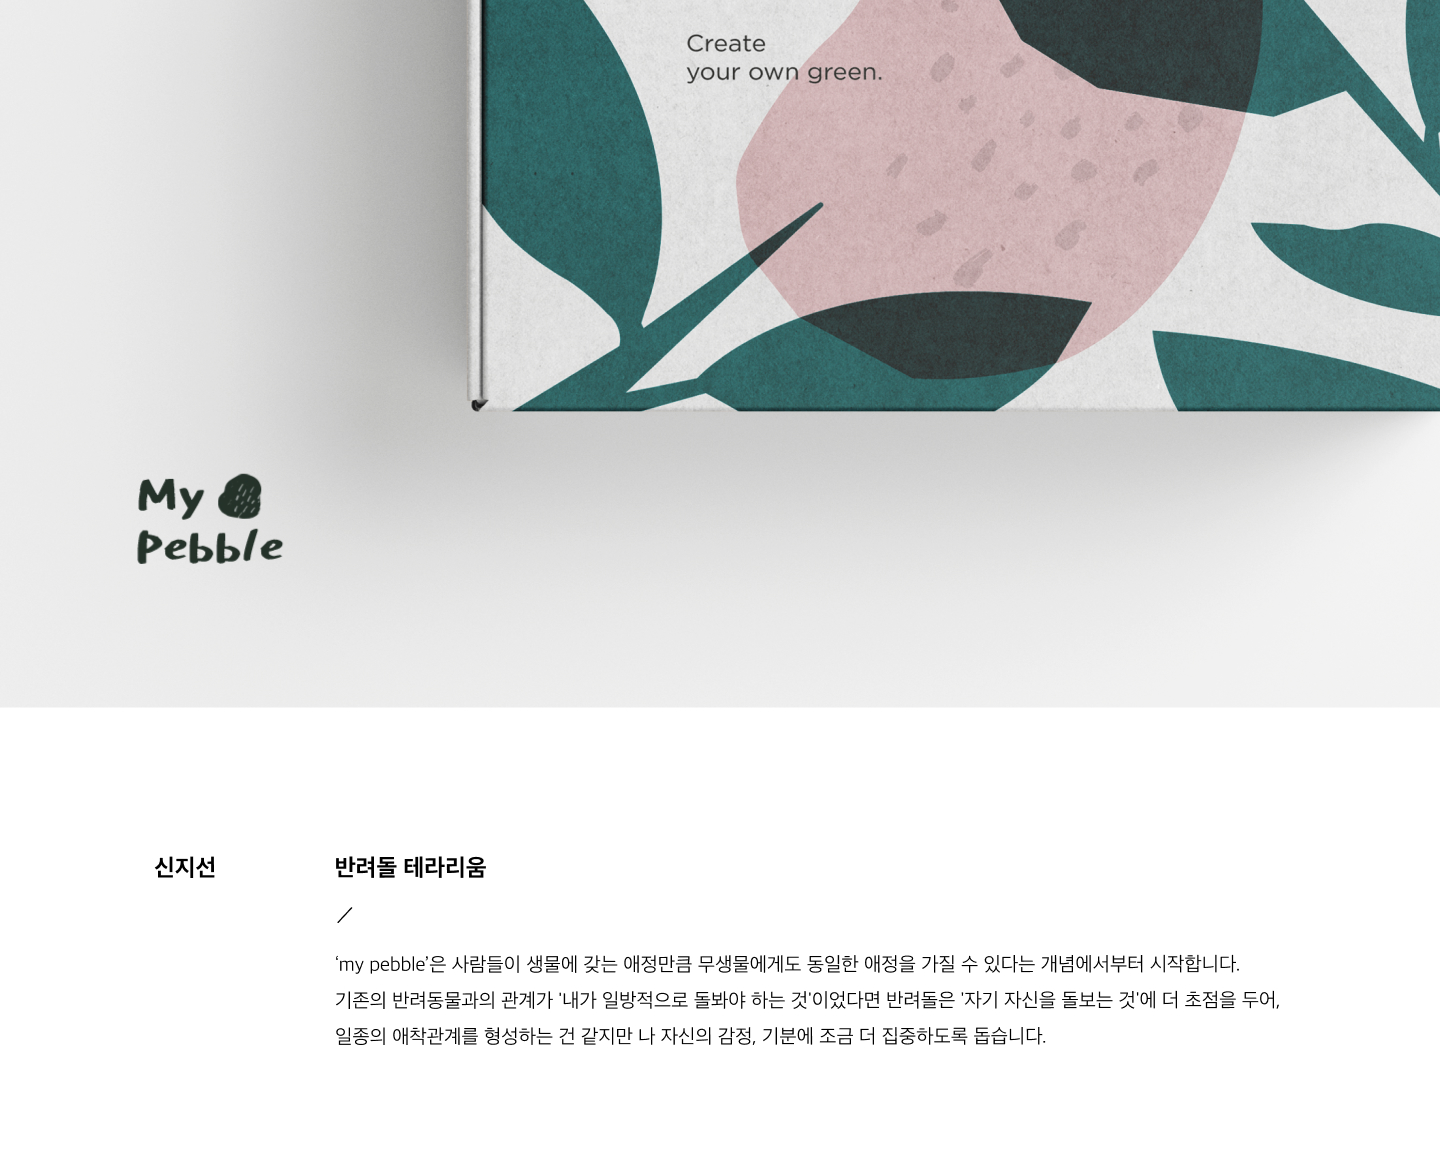 Create
your own green.
My
Pebble
신지선
반려돌 테라리움
/
‘my pebble’은 사람들이 생물에 갖는 애정만큼 무생물에게도 동일한 애정을 가질 수 있다는 개념에서부터 시작합니다.
기존의 반려동물과의 관계가 '내가 일방적으로 돌봐야 하는 것'이었다면 반려돌은 '자기 자신을 돌보는 것'에 더 초점을 두어,
일종의 애착관계를 형성하는 건 같지만 나 자신의 감정, 기분에 조금 더 집중하도록 돕습니다.